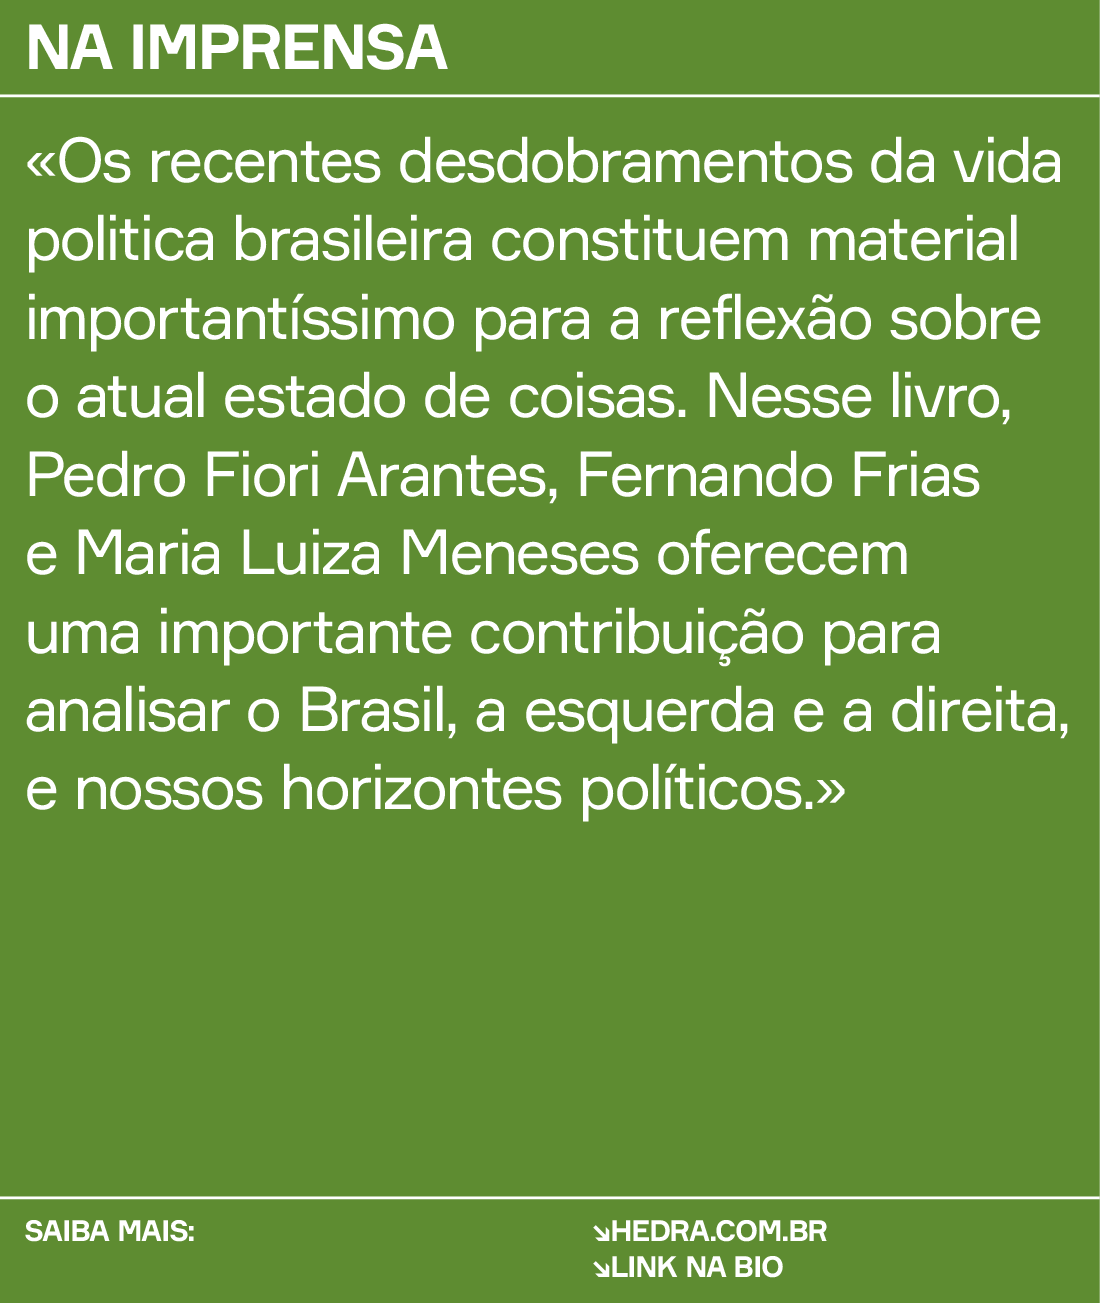 NA IMPRENSA
«Os recentes desdobramentos da vida
politica brasileira constituem material
importantíssimo para a reflexão sobre
o atual estado de coisas. Nesse livro,
Pedro Fiori Arantes, Fernando Frias
e Maria Luiza Meneses oferecem
uma importante contribuição para
analisar o Brasil, a esquerda e a direita,
e nossos horizontes políticos.»
SAIBA MAIS:
↘HEDRA.COM.BR
↘LINK NA BIO